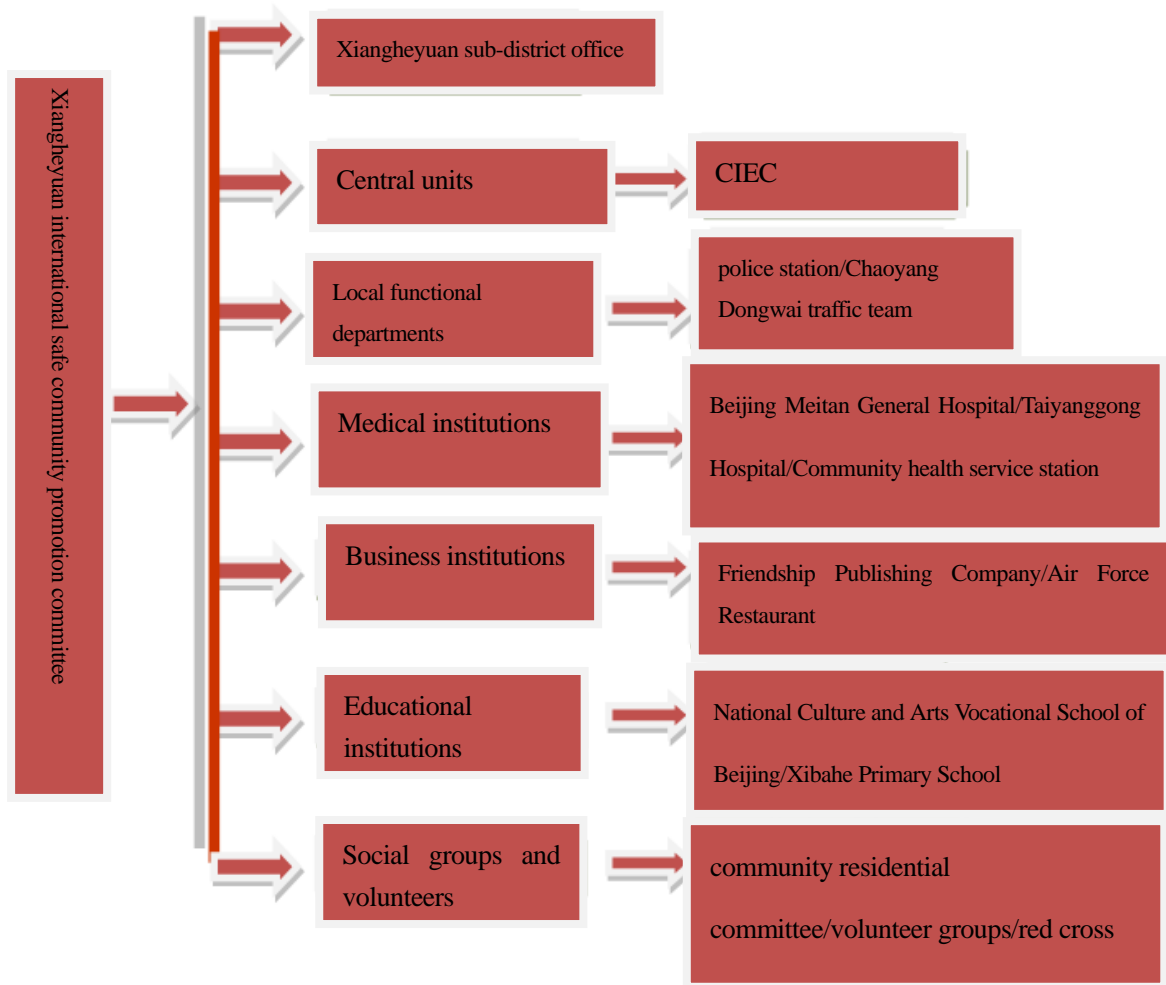 Xiangheyuan international safe community promotion committee
Xiangheyuan sub-district office
Central units
CIEC
Local functional
departments
police station/Chaoyang
Dongwai traffic team
Medical institutions
Beijing Meitan General Hospital/Taiyanggong
Hospital/Community health service station
Business institutions
Friendship Publishing Company/Air Force
Restaurant
Educational
institutions
National Culture and Arts Vocational School of
Beijing/Xibahe Primary School
Social groups and
volunteers
community residential
committee/volunteer groups/red cross